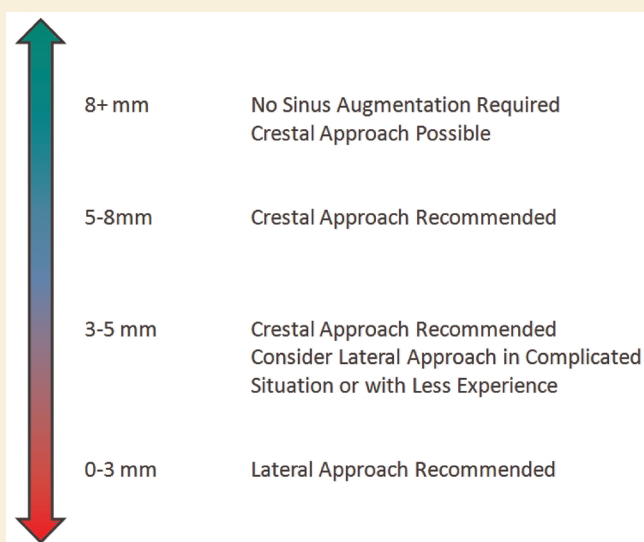 8+ mm No Sinus Augmentation Required
Crestal Approach Possible
5-8mm Crestal Approach Recommended
3-5 mm Crestal Approach Recommended
Consider Lateral Approach in Complicated
Situation or with Less Experience
0-3 mm Lateral Approach Recommended